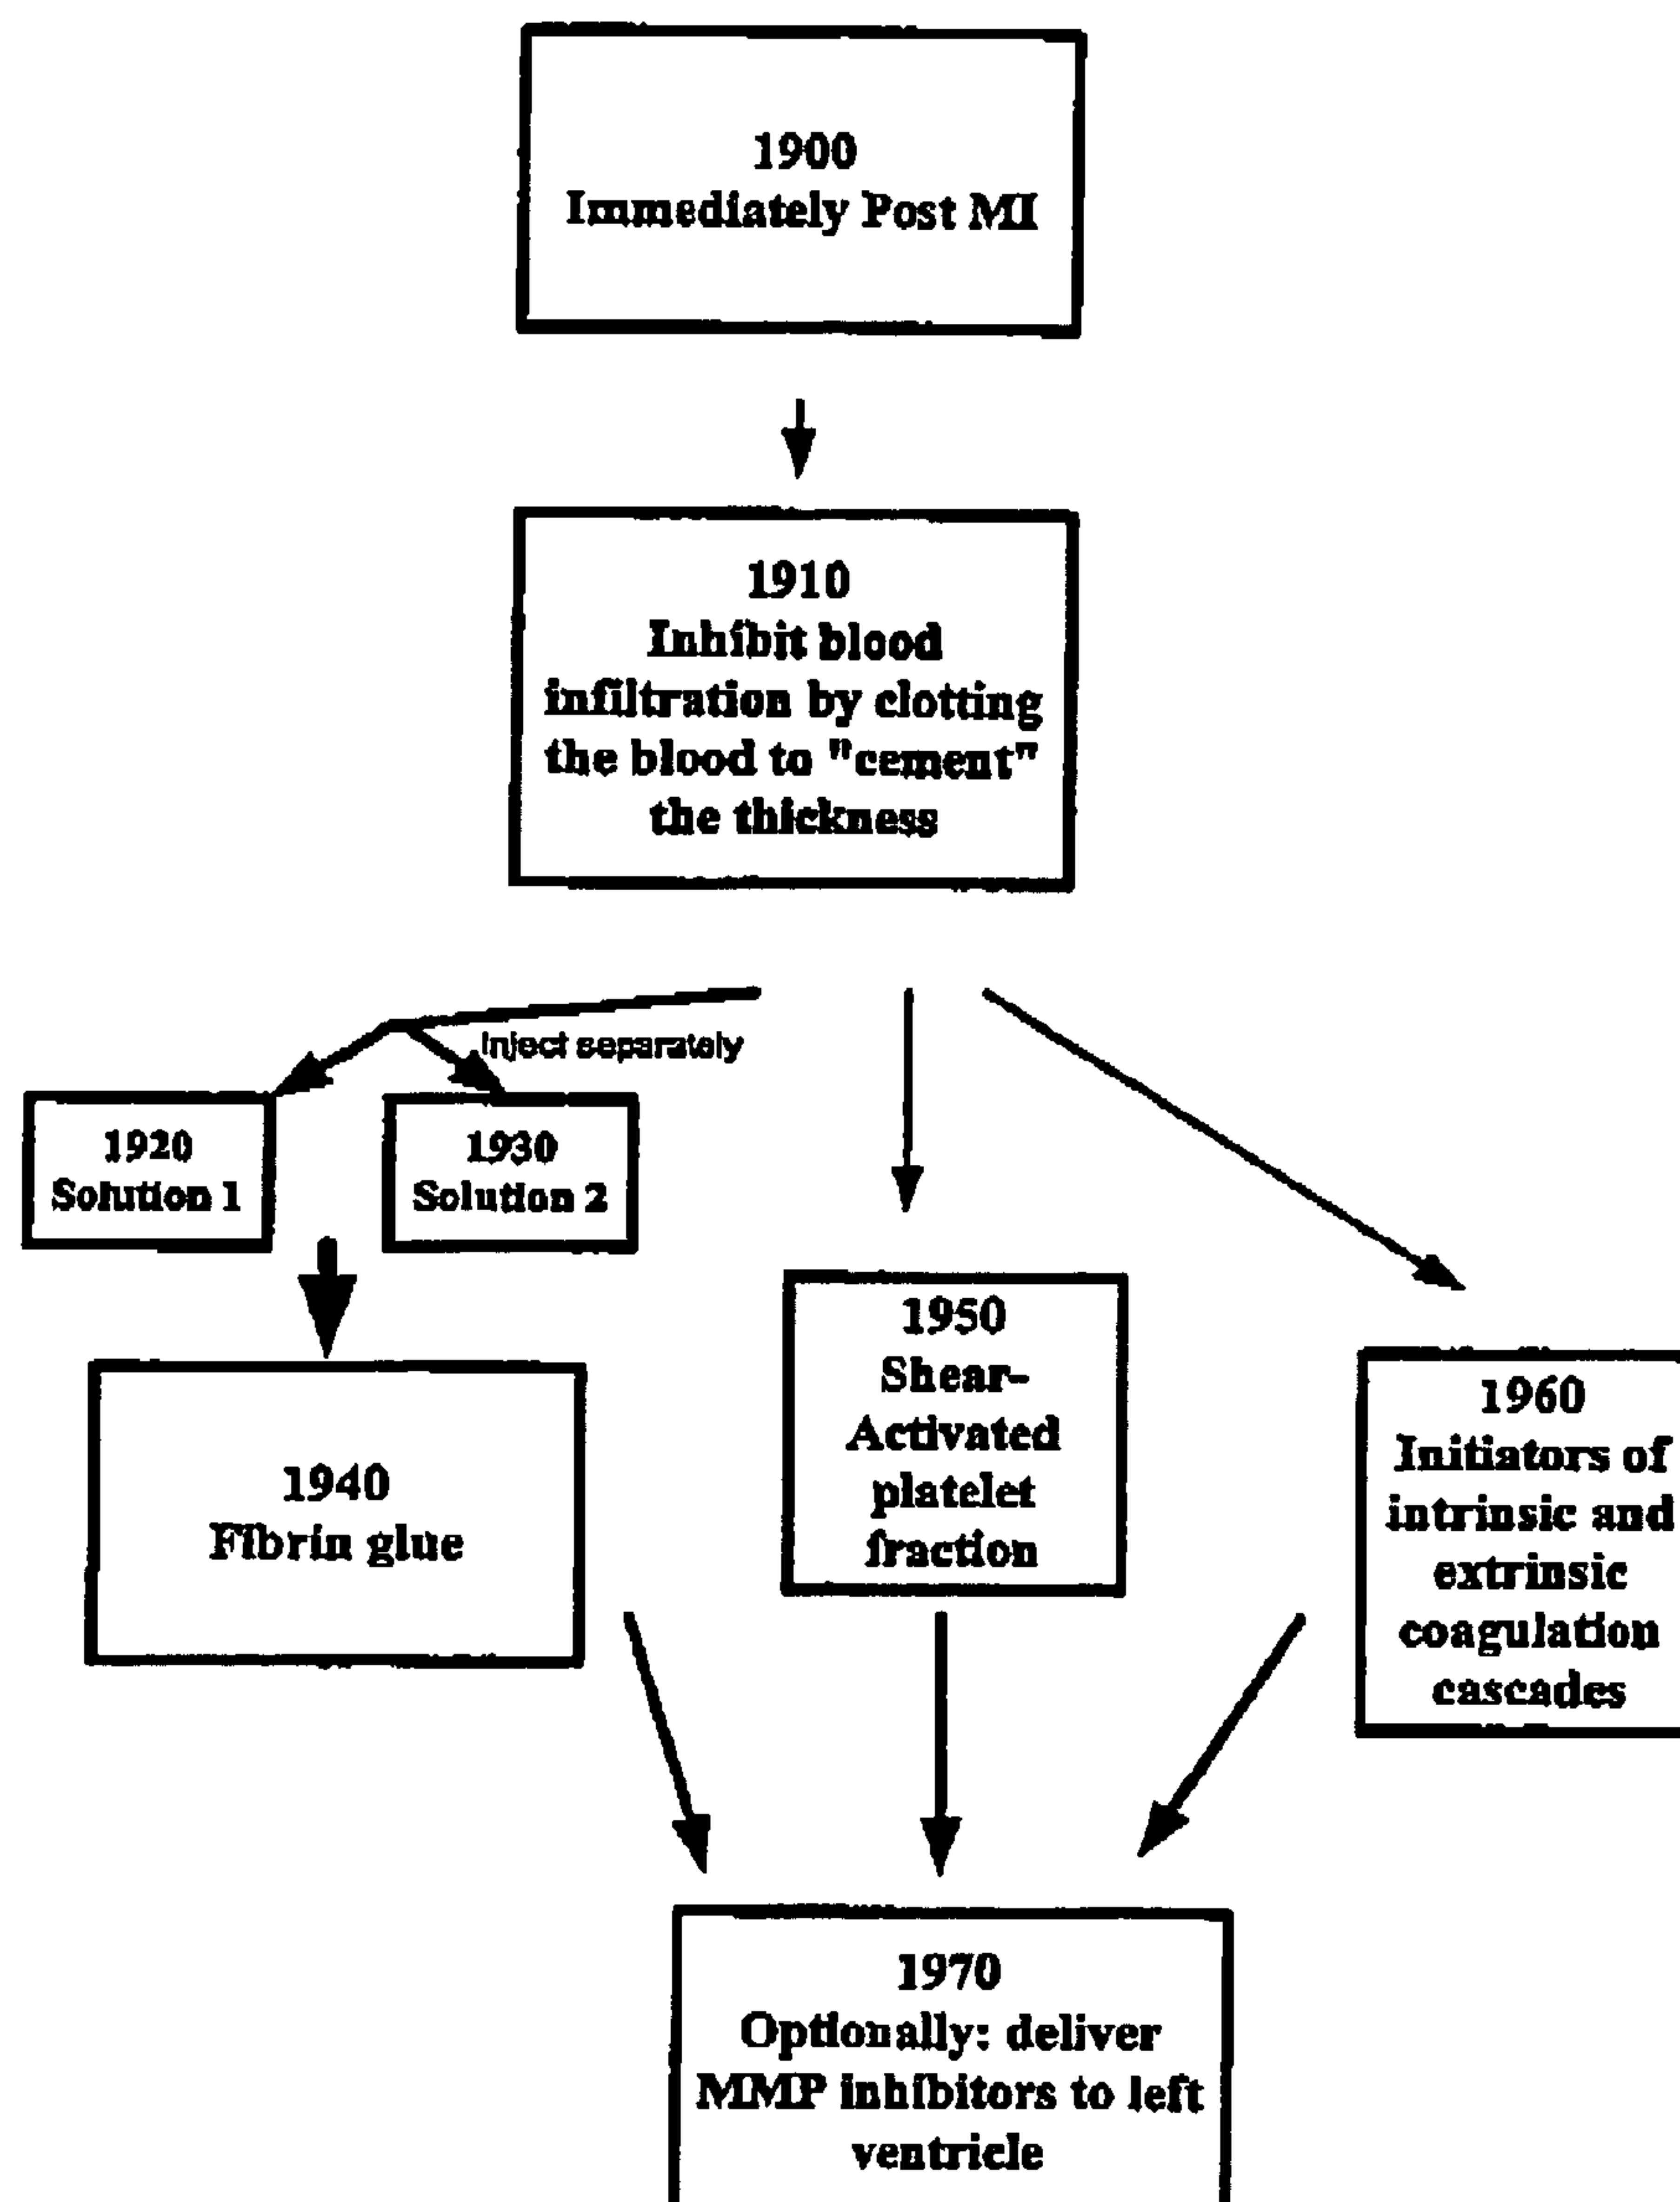 1900
Immediately Post MI
1910
Inhibit blood
infiltration by clotting
the blood to "cement"
the thickness
Inject separately
1920
Solution 1
1930
Solution 2
1940
Fibrin glue
1950
Shear-
Activated
platelet
fraction
1960
Initiators of
intrinsic and
extrinsic
coagulation
cascades
1970
Optionally: deliver
MMP inhibitors to left
ventricle